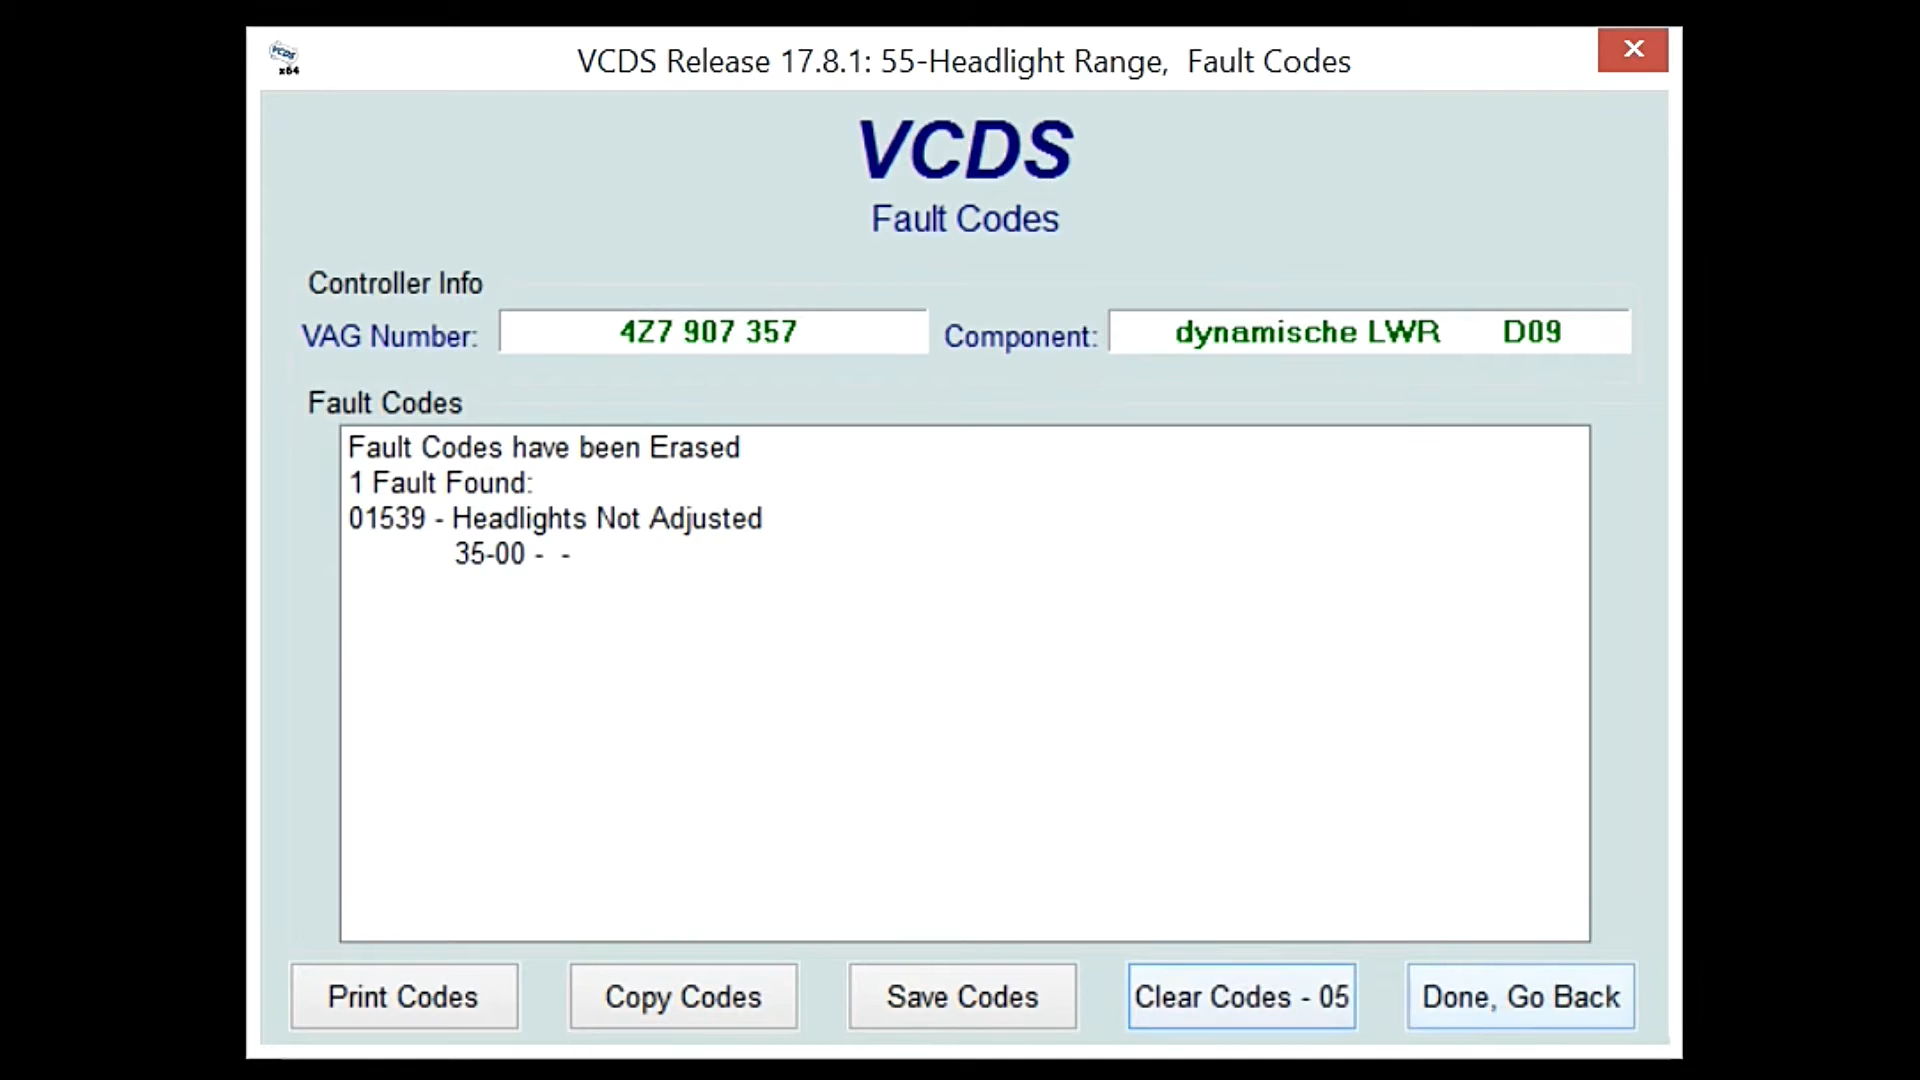 VCDS
x64
VCDS Release 17.8.1: 55-Headlight Range,  Fault Codes
VCDS
Fault Codes
Controller Info
VAG Number: 4Z7 907 357 Component: dynamische LWR D09
Fault Codes
Fault Codes have been Erased
1 Fault Found:
01539 - Headlights Not Adjusted
35-00 -  -
Print Codes Copy Codes Save Codes Clear Codes - 05 Done, Go Back